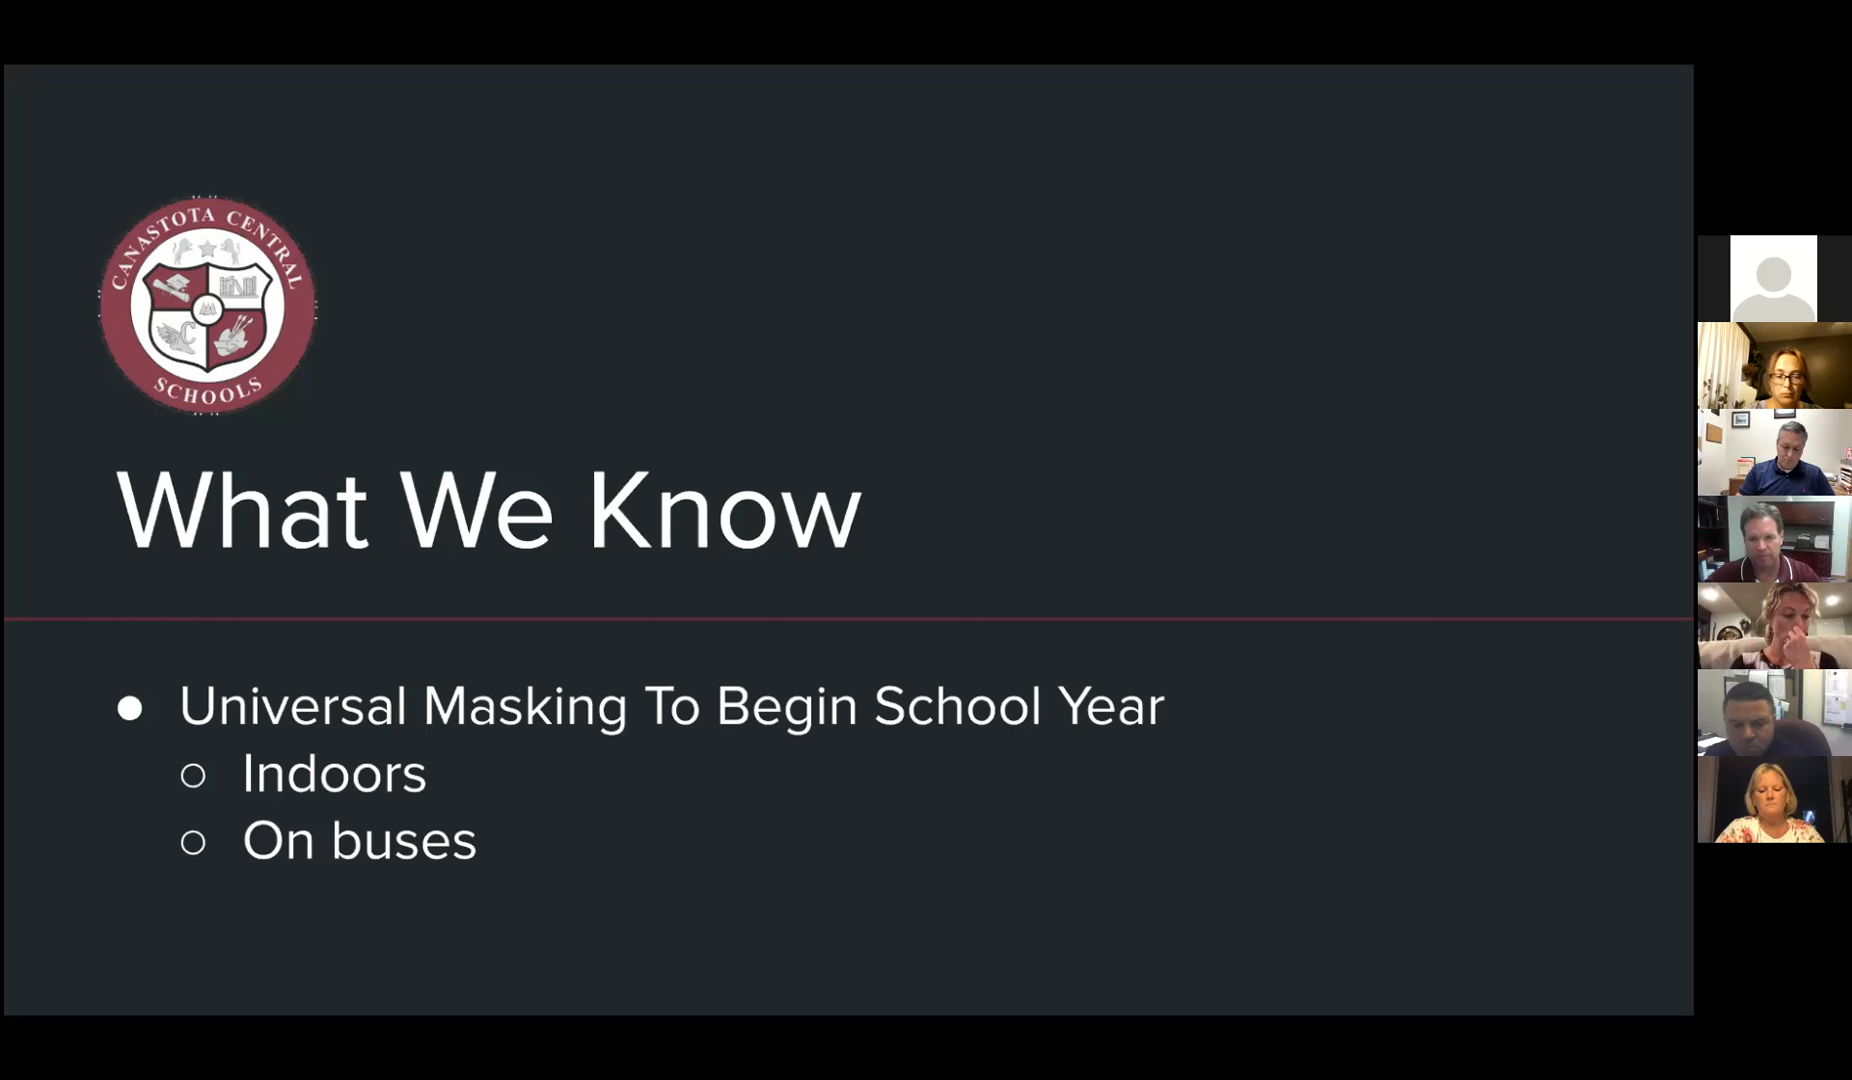 CANASTOTA CENTRAL
C
SCHOOLS
What We Know
● Universal Masking To Begin School Year
○ Indoors
○ On buses